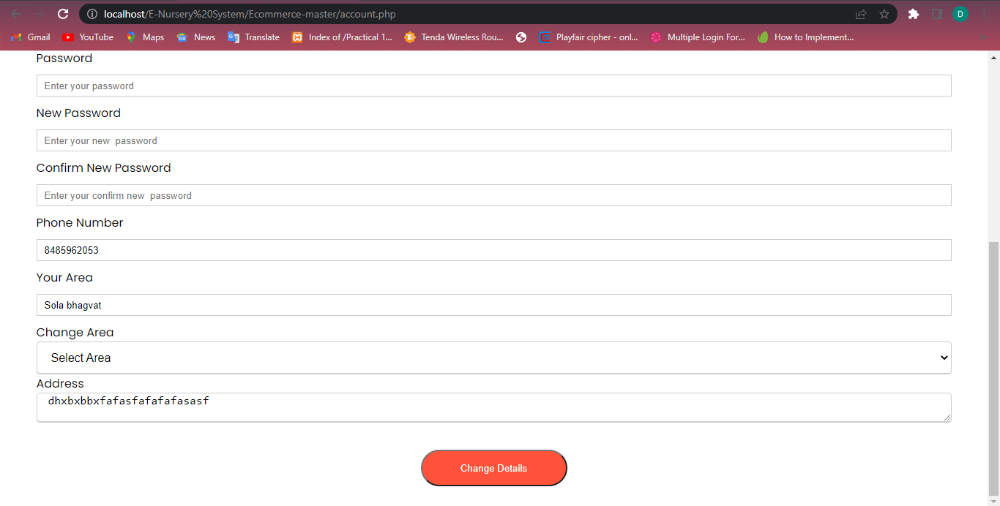 localhost/E-Nursery%20System/Ecommerce-master/account.php
D
Gmail YouTube Maps News Translate Index of /Practical 1... Tenda Wireless Rou... Playfair cipher - onl... Multiple Login For... How to Implement...
Password
Enter your password
New Password
Enter your new  password
Confirm New Password
Enter your confirm new  password
Phone Number
8485962053
Your Area
Sola bhagvat
Change Area
Select Area
Address
dhxbxbbxfafasfafafafasasf
Change Details